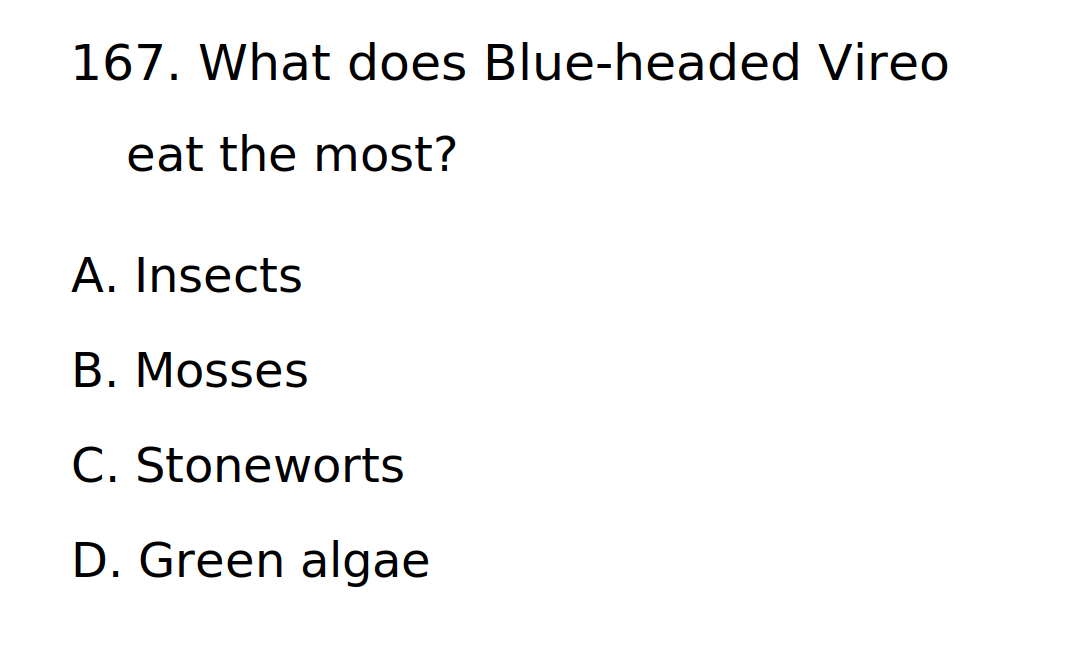 167. What does Blue-headed Vireo
eat the most?
A. Insects
B. Mosses
C. Stoneworts
D. Green algae